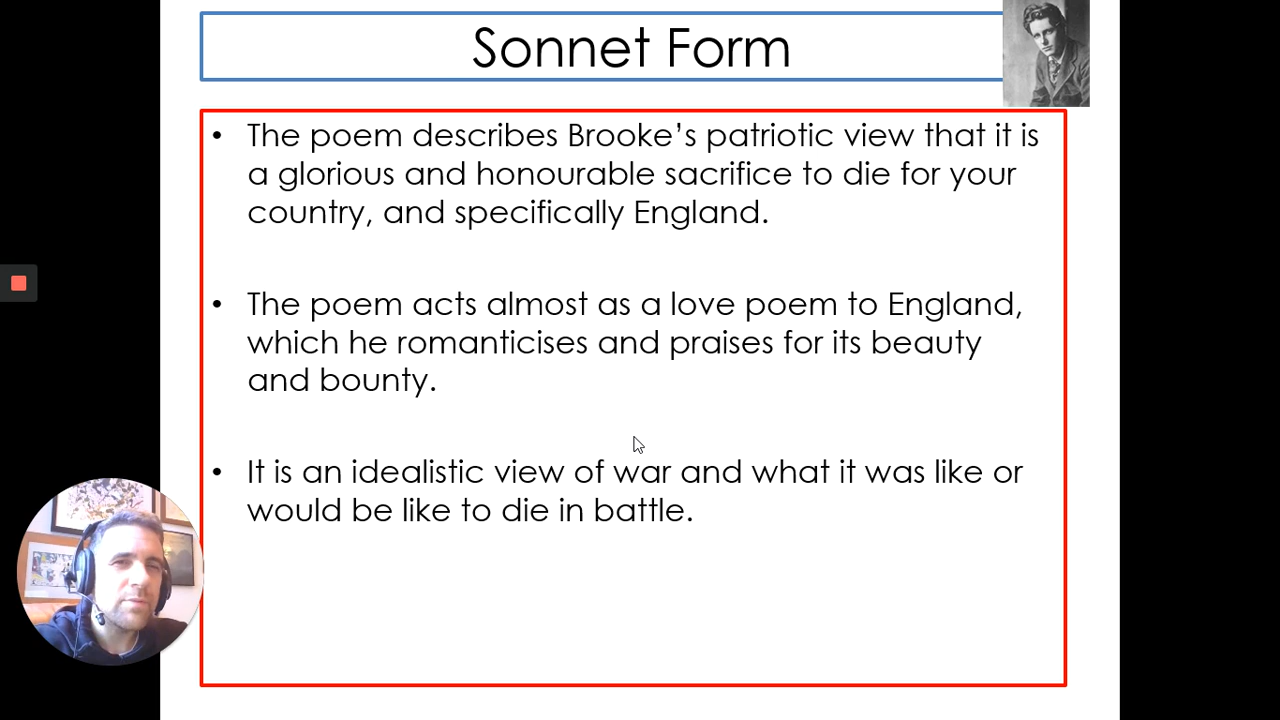 Sonnet Form
• The poem describes Brooke’s patriotic view that it is
a glorious and honourable sacrifice to die for your
country, and specifically England.
• The poem acts almost as a love poem to England,
which he romanticises and praises for its beauty
and bounty.
• It is an idealistic view of war and what it was like or
would be like to die in battle.